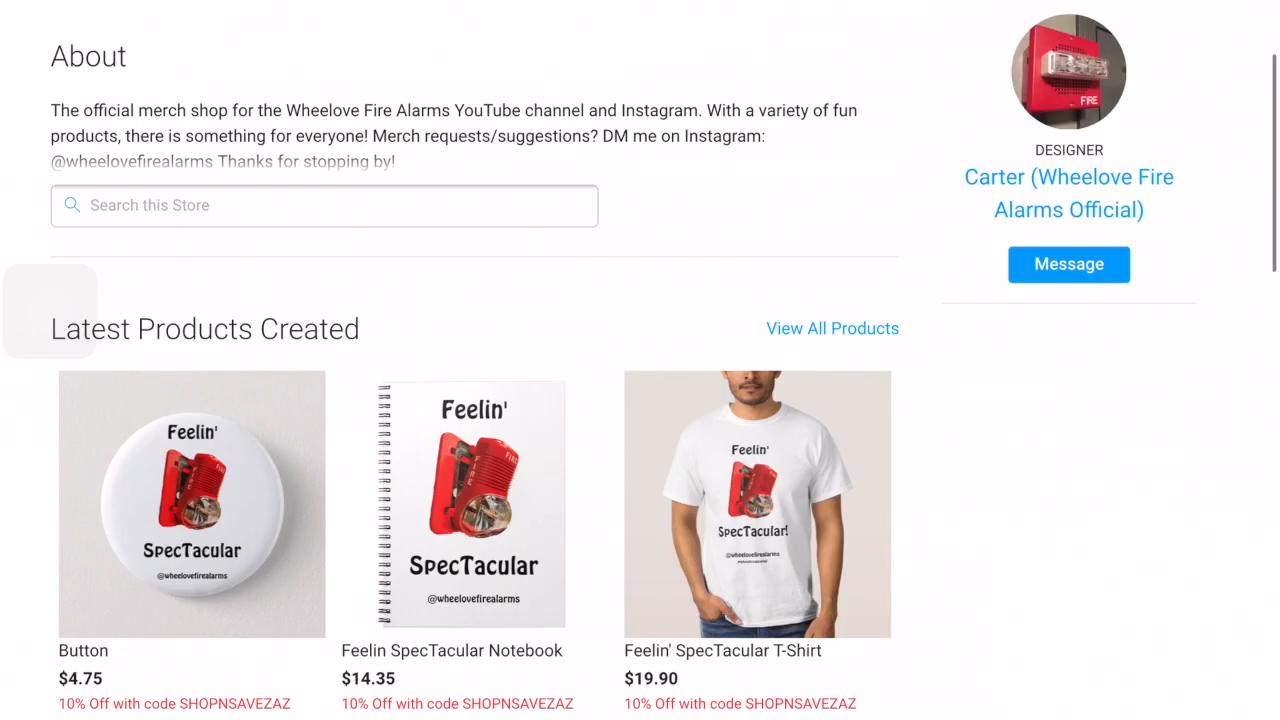 About
The official merch shop for the Wheelove Fire Alarms YouTube channel and Instagram. With a variety of fun
products, there is something for everyone! Merch requests/suggestions? DM me on Instagram:
@wheelovefirealarms Thanks for stopping by!
Search this Store
FIRE
DESIGNER
Carter (Wheelove Fire
Alarms Official)
Message
Latest Products Created
View All Products
Feelin'
FIRE
SpecTacular
@wheelovefirealarms
Feelin'
FIRE
FIRE
SpecTacular
@wheelovefirealarms
Feelin'
SpecTacular!
@wheelovefirealarms
Button
$4.75
10% Off with code SHOPNSAVEZAZ
Feelin SpecTacular Notebook
$14.35
10% Off with code SHOPNSAVEZAZ
Feelin' SpecTacular T-Shirt
$19.90
10% Off with code SHOPNSAVEZAZ